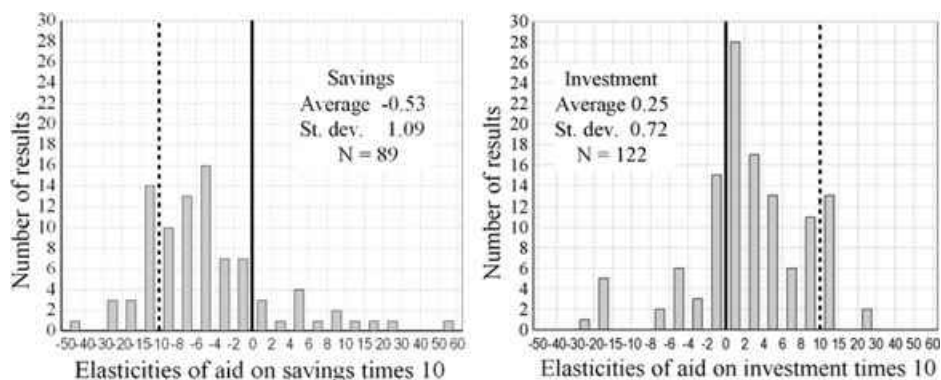 30
28
26
24
22
20
18
16
14
12
10
8
6
4
2
0
Number of results
Savings
Average -0.53
St. dev. 1.09
N = 89
-50 -40 -30 -20 -15 -10 -8 -6 -4 -2 0 2 4 6 8 10 15 20 30 40 50 60
Elasticities of aid on savings times 10
30
28
26
24
22
20
18
16
14
12
10
8
6
4
2
0
Number of results
Investment
Average 0.25
St. dev. 0.72
N = 122
-50 -40 -30 -20 -15 -10 -8 -6 -4 -2 0 2 4 6 8 10 15 20 30 40 50 60
Elasticities of aid on investment times 10